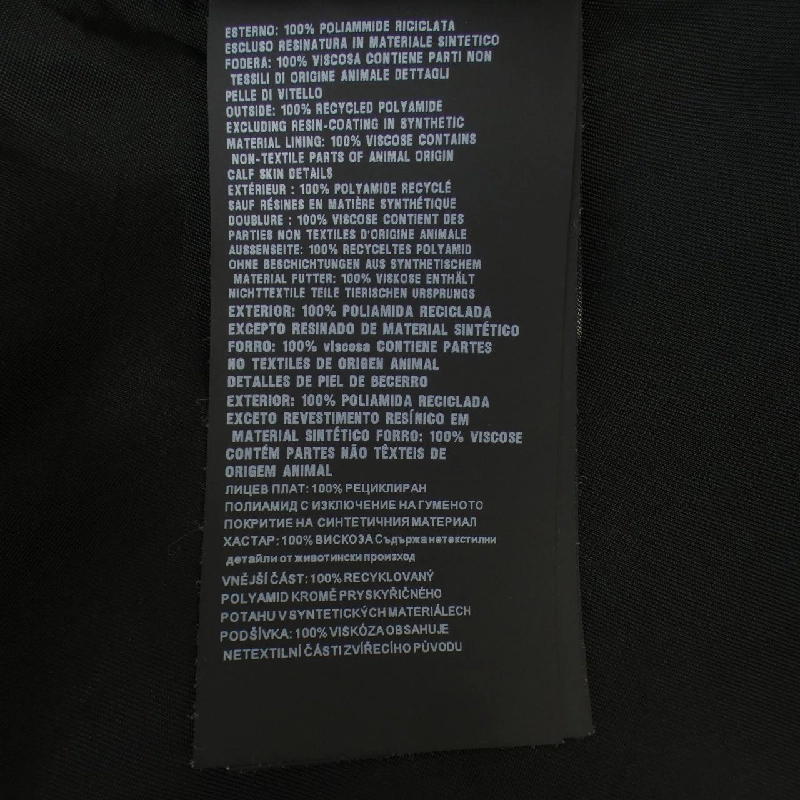 ESTERNO: 100% POLIAMMIDE RICICLATA
ESCLUSO RESINATURA IN MATERIALE SINTETICO
FODERA: 100% VISCOSA CONTIENE PARTI NON
TESSILI DI ORIGINE ANIMALE DETTAGLI
PELLE DI VITELLO
OUTSIDE: 100% RECYCLED POLYAMIDE
EXCLUDING RESIN-COATING IN SYNTHETIC
MATERIAL LINING: 100% VISCOSE CONTAINS
NON-TEXTILE PARTS OF ANIMAL ORIGIN
CALF SKIN DETAILS
EXTÉRIEUR : 100% POLYAMIDE RECYCLÉ
SAUF RÉSINES EN MATIÈRE SYNTHÉTIQUE
DOUBLURE : 100% VISCOSE CONTIENT DES
PARTIES NON TEXTILES D'ORIGINE ANIMALE
AUSSENSEITE: 100% RECYCELTES POLYAMID
OHNE BESCHICHTUNGEN AUS SYNTHETISCHEM
MATERIAL FUTTER: 100% VISKOSE ENTHÄLT
NICHTTEXTILE TEILE TIERISCHEN URSPRUNGS
EXTERIOR: 100% POLIAMIDA RECICLADA
EXCEPTO RESINADO DE MATERIAL SINTÉTICO
FORRO: 100% viscosa CONTIENE PARTES
NO TEXTILES DE ORIGEN ANIMAL
DETALLES DE PIEL DE BECERRO
EXTERIOR: 100% POLIAMIDA RECICLADA
EXCETO REVESTIMENTO RESÍNICO EM
MATERIAL SINTÉTICO FORRO: 100% VISCOSE
CONTÉM PARTES NÃO TÊXTEIS DE
ORIGEM ANIMAL
ЛИЦЕВ ПЛАТ: 100% РЕЦИКЛИРАН
ПОЛИАМИД С ИЗКЛЮЧЕНИЕ НА ГУМЕНОТО
ПОКРИТИЕ НА СИНТЕТИЧНИЯ МАТЕРИАЛ
ХАСТАР: 100% ВИСКОЗА Съдържа нетекстилни
детайли от животински произход
VNĚJŠÍ ČÁST: 100% RECYKLOVANÝ
POLYAMID KROMĚ PRYSKYŘIČNÉHO
POTAHU V SYNTETICKÝCH MATERIÁLECH
PODŠÍVKA: 100% VISKÓZA OBSAHUJE
NETEXTILNÍ ČÁSTI ZVÍŘECÍHO PŮVODU